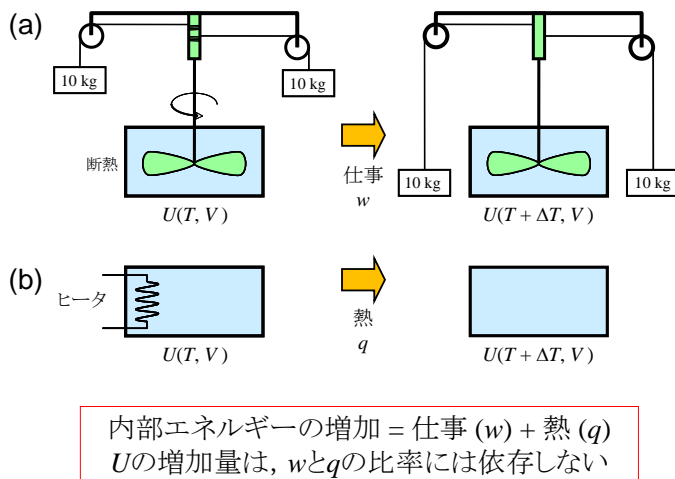 (a)
10 kg
10 kg
断熱
U(T, V)
仕事
w
10 kg
10 kg
U(T + ΔT, V)
(b)
ヒータ
U(T, V)
熱
q
U(T + ΔT, V)
内部エネルギーの増加 = 仕事 (w) + 熱 (q)
Uの増加量は, wとqの比率には依存しない